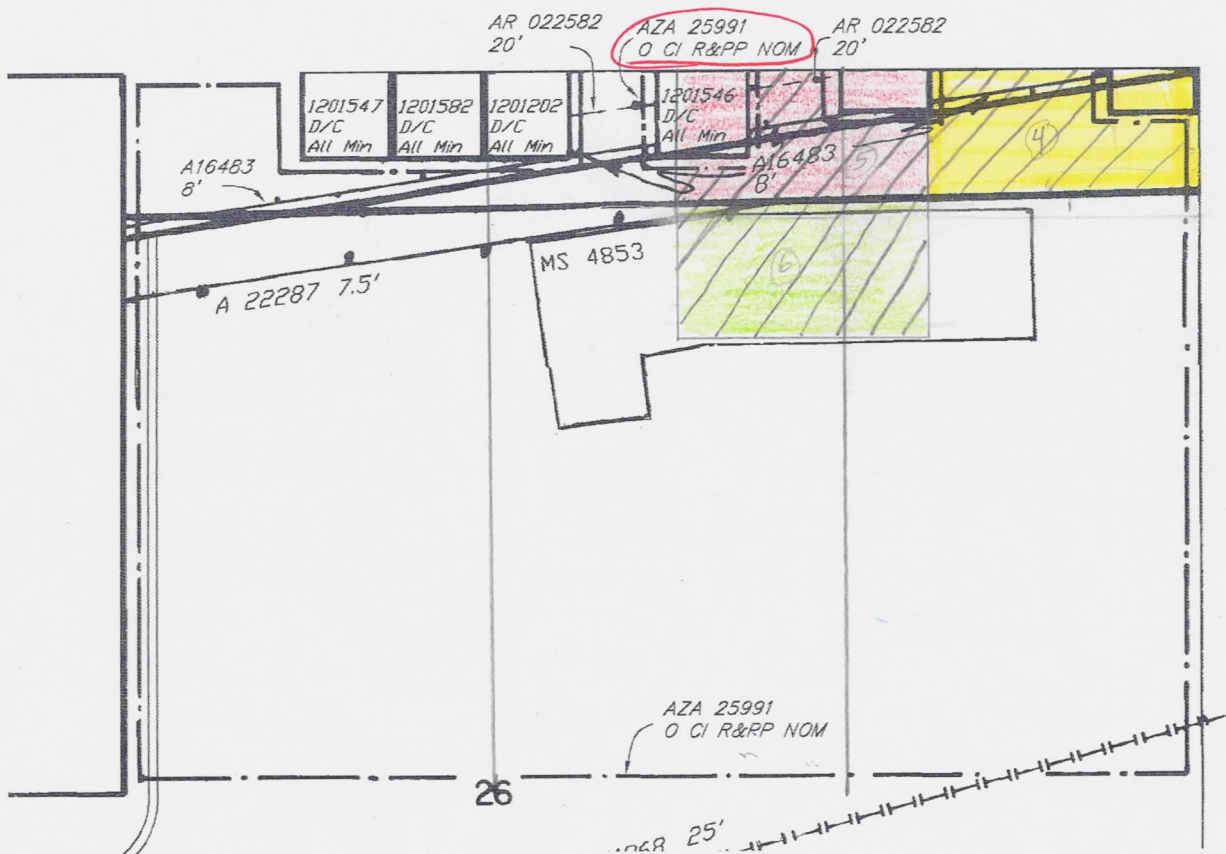 AR 022582
20'
AZA 25991
O CI R&PP NOM
AR 022582
20'
1201547
D/C
All Min
1201582
D/C
All Min
1201202
D/C
All Min
1201546
D/C
All Min
A16483
8'
A16483
8'
5
4
6
MS 4853
A 22287 7.5'
AZA 25991
O CI R&PP NOM
26
25'